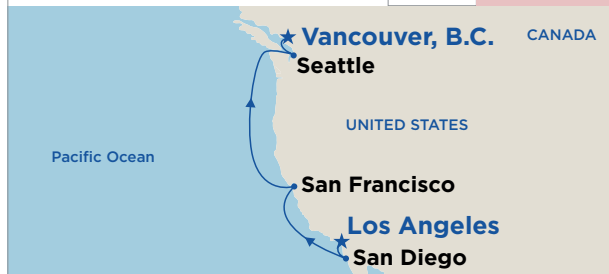 Vancouver, B.C.
CANADA
Seattle
UNITED STATES
Pacific Ocean
San Francisco
Los Angeles
San Diego